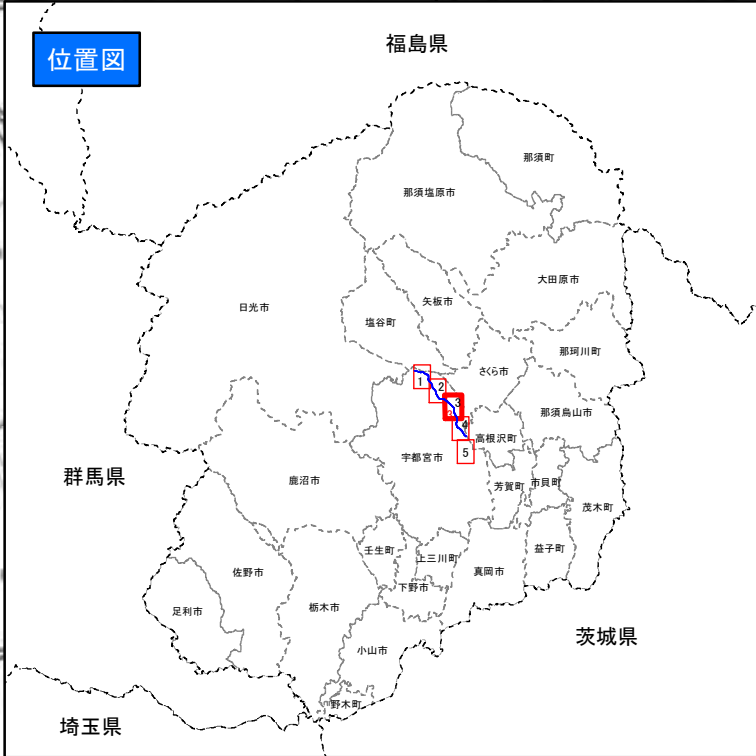 位置図
福島県
那須町
那須塩原市
大田原市
日光市
矢板市
塩谷町
那珂川町
さくら市
1
2
3
那須烏山市
4
高根沢町
宇都宮市
5
群馬県
鹿沼市
芳賀町
市貝町
茂木町
壬生町
上三川町
益子町
佐野市
真岡市
下野市
足利市
栃木市
茨城県
小山市
野木町
埼玉県